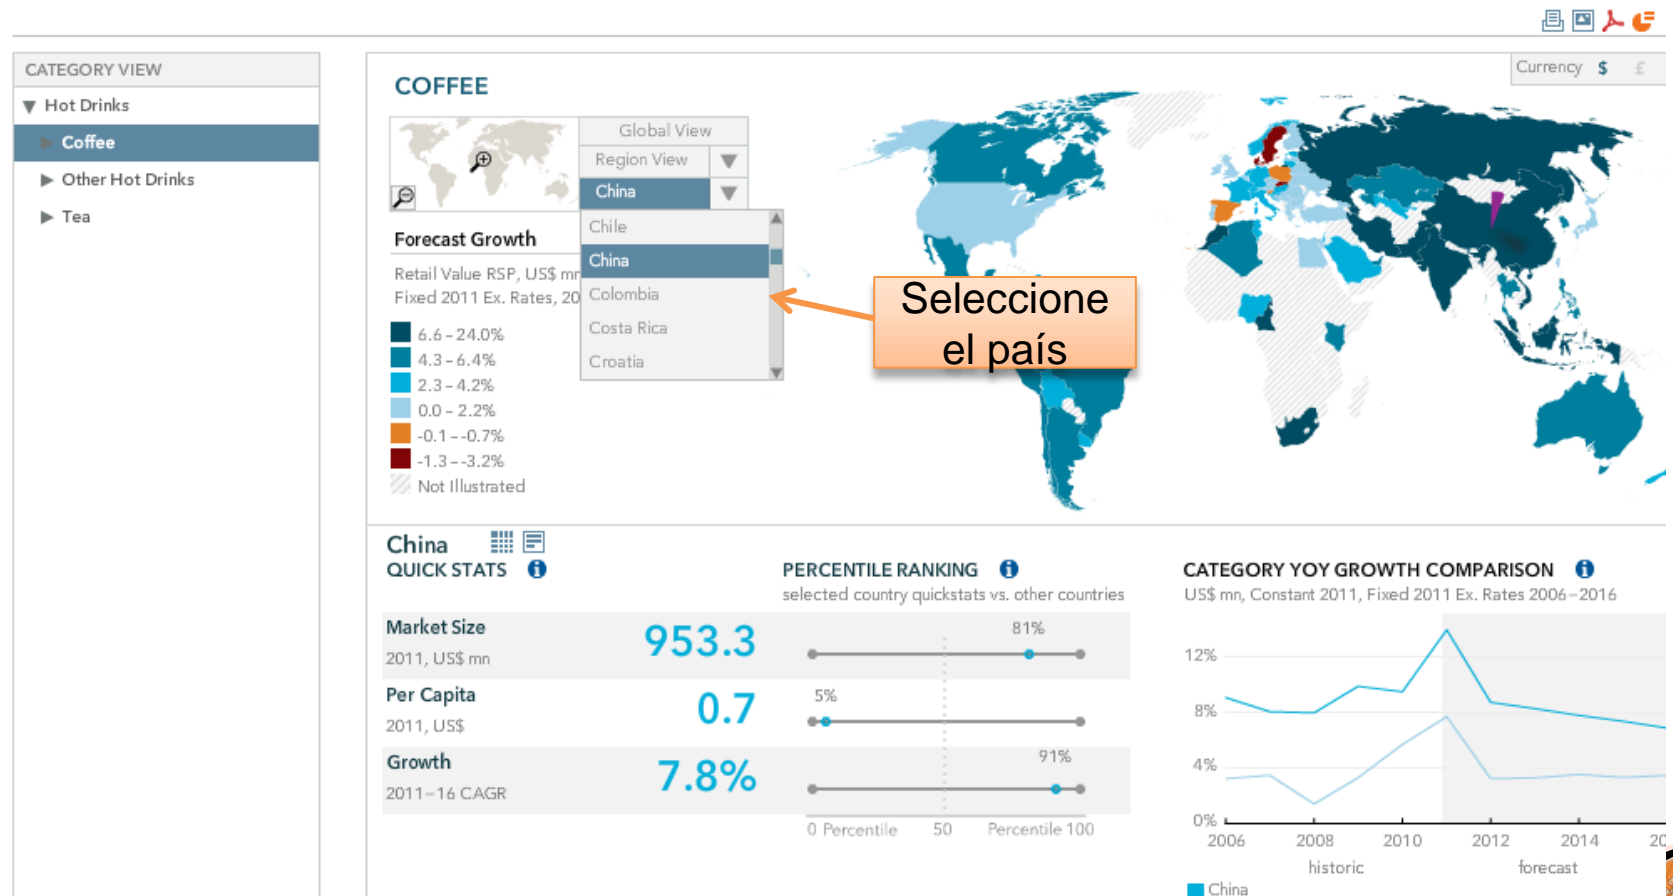 CATEGORY VIEW
Hot Drinks
Coffee
Other Hot Drinks
Tea
Currency $ £
COFFEE
Global View
Region View
China
Chile
China
Colombia
Costa Rica
Croatia
Forecast Growth
Retail Value RSP, US$ mn
Fixed 2011 Ex. Rates, 20
6.6 – 24.0%
4.3 – 6.4%
2.3 – 4.2%
0.0 – 2.2%
-0.1 – -0.7%
-1.3 – -3.2%
Not Illustrated
Seleccione
el país
China
QUICK STATS
PERCENTILE RANKING
selected country quickstats vs. other countries
Market Size
2011, US$ mn
953.3
81%
Per Capita
2011, US$
0.7
5%
Growth
2011–16 CAGR
7.8%
91%
0 Percentile 50 Percentile 100
CATEGORY YOY GROWTH COMPARISON
US$ mn, Constant 2011, Fixed 2011 Ex. Rates 2006–2016
12%
8%
4%
0%
2006 2008 2010 2012 2014 20
historic forecast
China